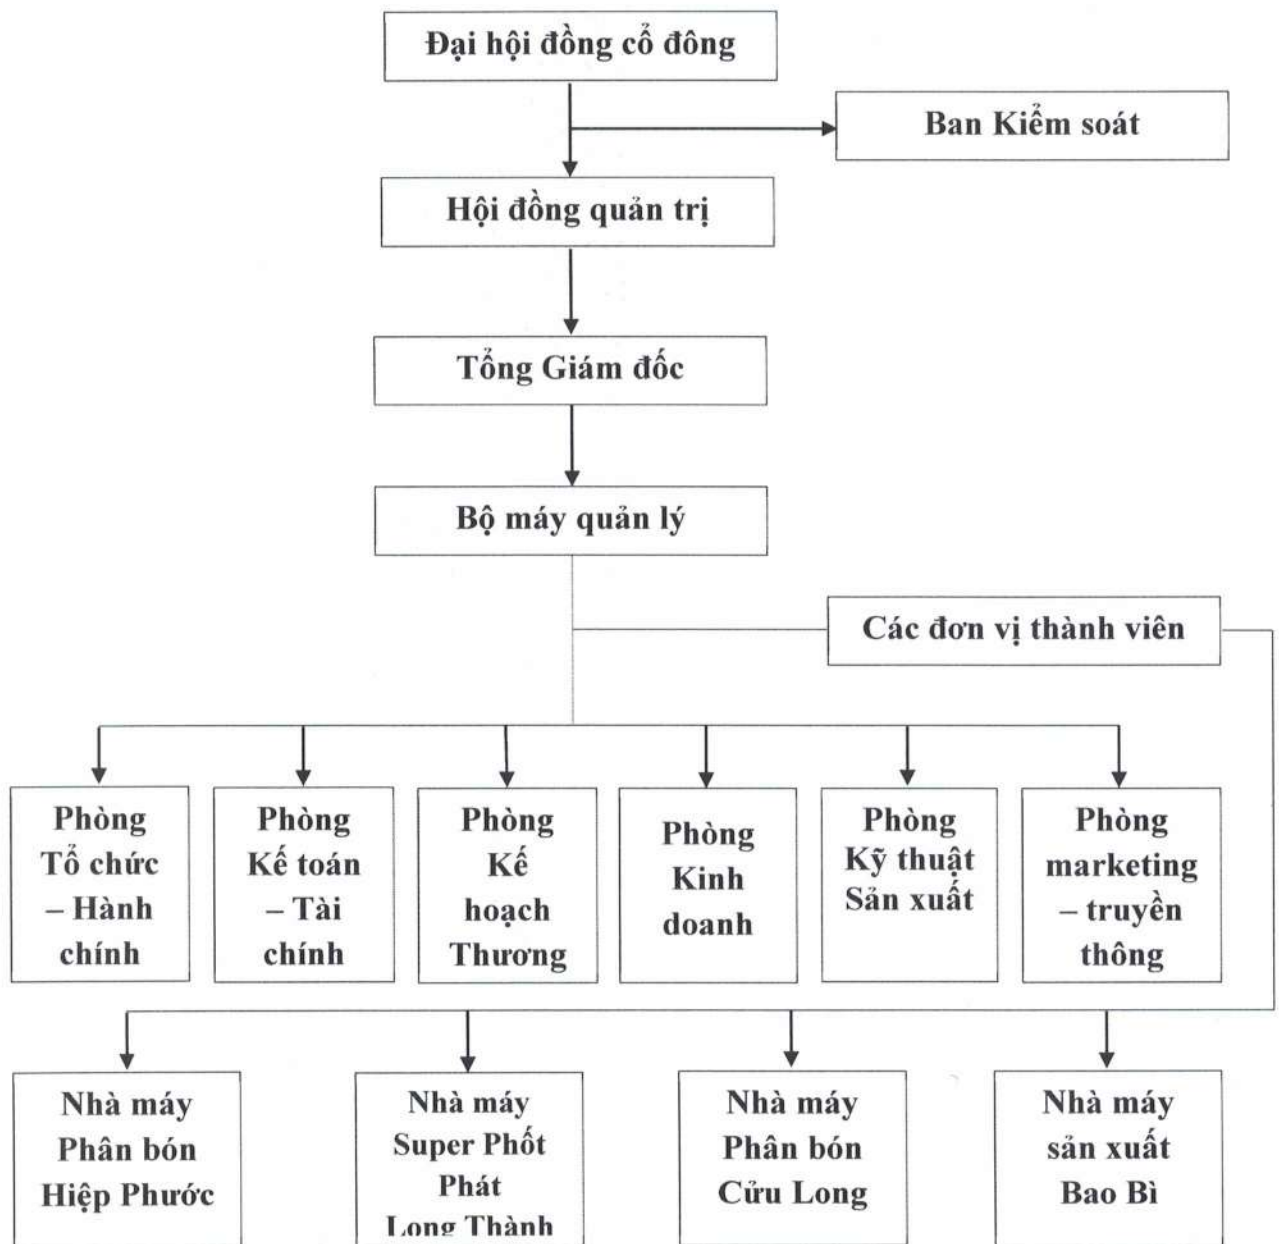 Đại hội đồng cổ đông
Ban Kiểm soát
Hội đồng quản trị
Tổng Giám đốc
Bộ máy quản lý
Các đơn vị thành viên
Phòng
Tổ chức
– Hành
chính
Phòng
Kế toán
– Tài
chính
Phòng
Kế
hoạch
Thương
Phòng
Kinh
doanh
Phòng
Kỹ thuật
Sản xuất
Phòng
marketing
– truyền
thông
Nhà máy
Phân bón
Hiệp Phước
Nhà máy
Super Phốt
Phát
Long Thành
Nhà máy
Phân bón
Cửu Long
Nhà máy
sản xuất
Bao Bì